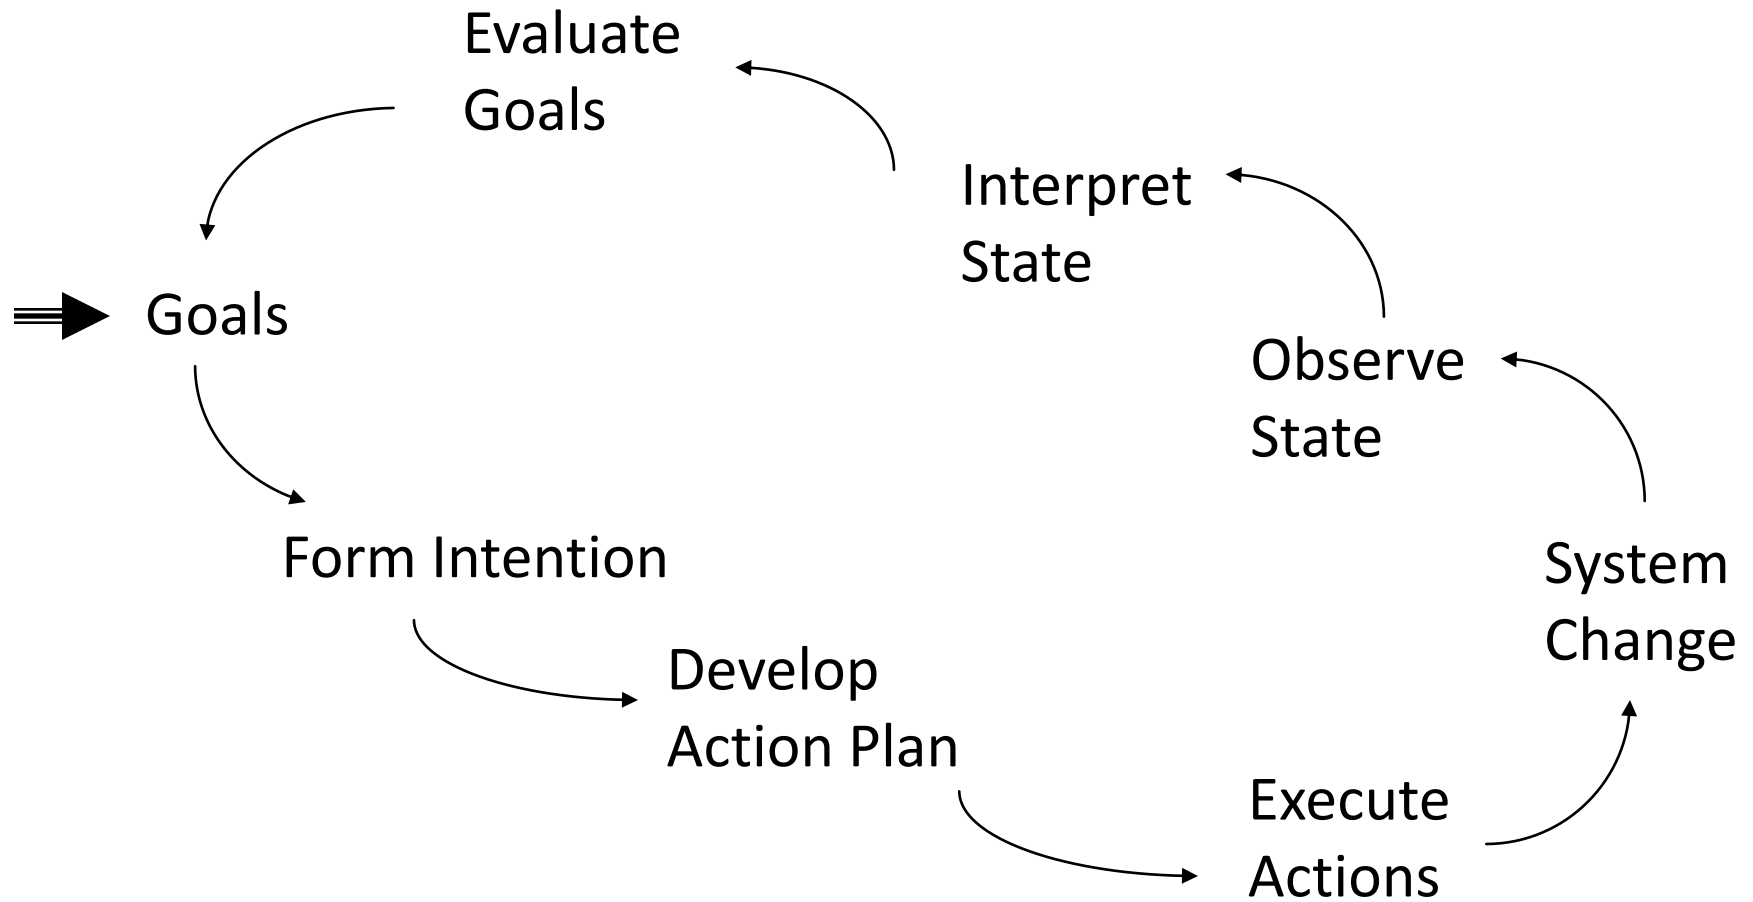 Evaluate
Goals
Interpret
State
Goals
Observe
State
Form Intention
System
Change
Develop
Action Plan
Execute
Actions